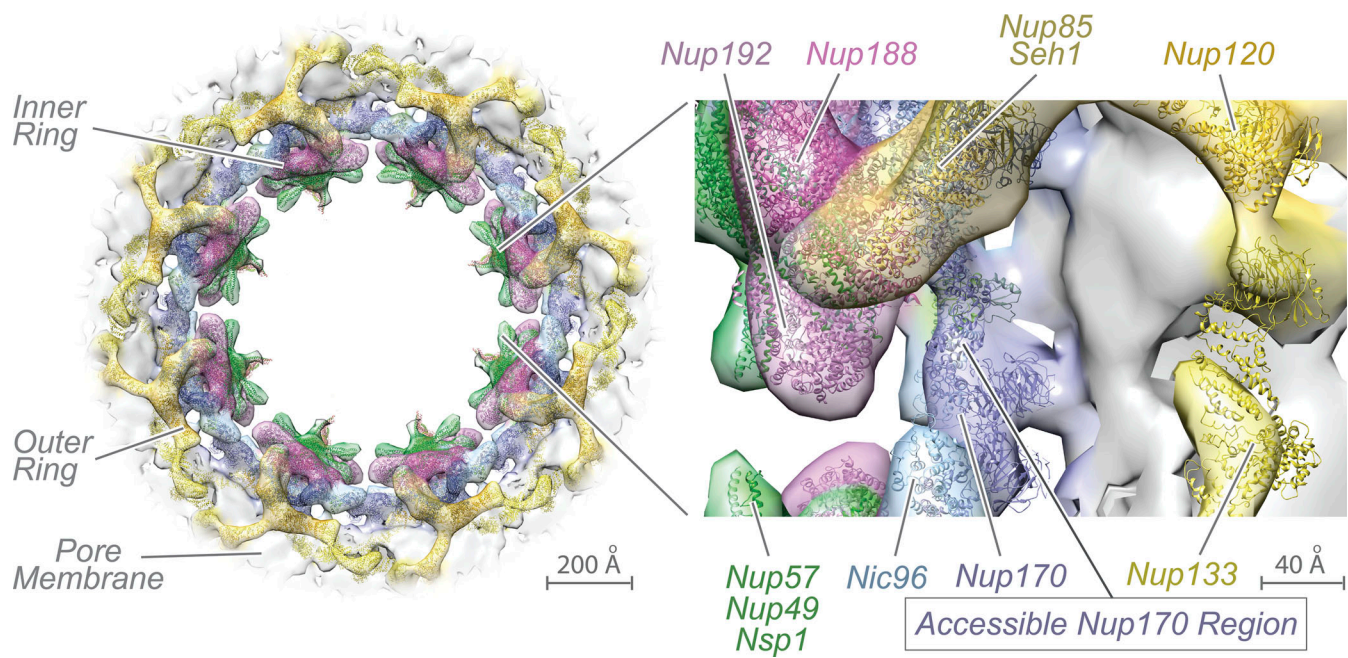 Inner
Ring
Outer
Ring
Pore
Membrane
200 Å
Nup192
Nup188
Nup85
Seh1
Nup120
Nup57
Nup49
Nsp1
Nic96
Nup170
Nup133
40 Å
Accessible Nup170 Region